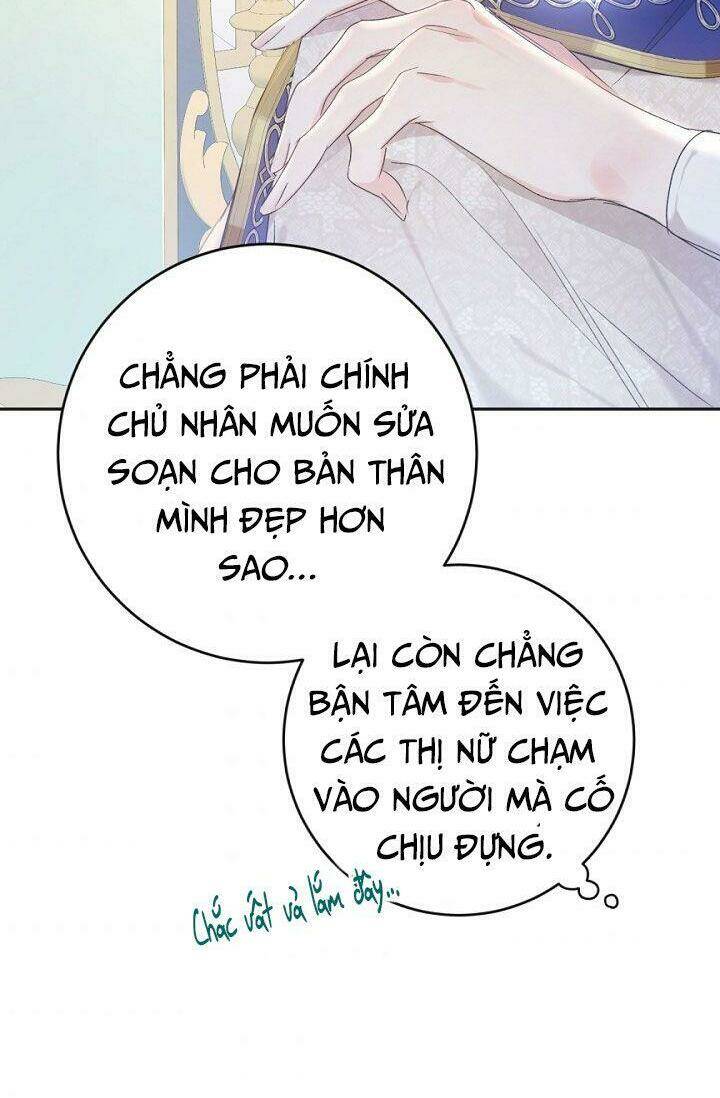 CHẲNG PHẢI CHÍNH
CHỦ NHÂN MUỐN SỬA
SOẠN CHO BẢN THÂN
MÌNH ĐẸP HƠN
SAO...
LẠI CÒN CHẲNG
BẬN TÂM ĐẾN VIỆC
CÁC THỊ NỮ CHẠM
VÀO NGƯỜI MÀ CỐ
CHỊU ĐỰNG.
Chắc vất vả lắm đây...